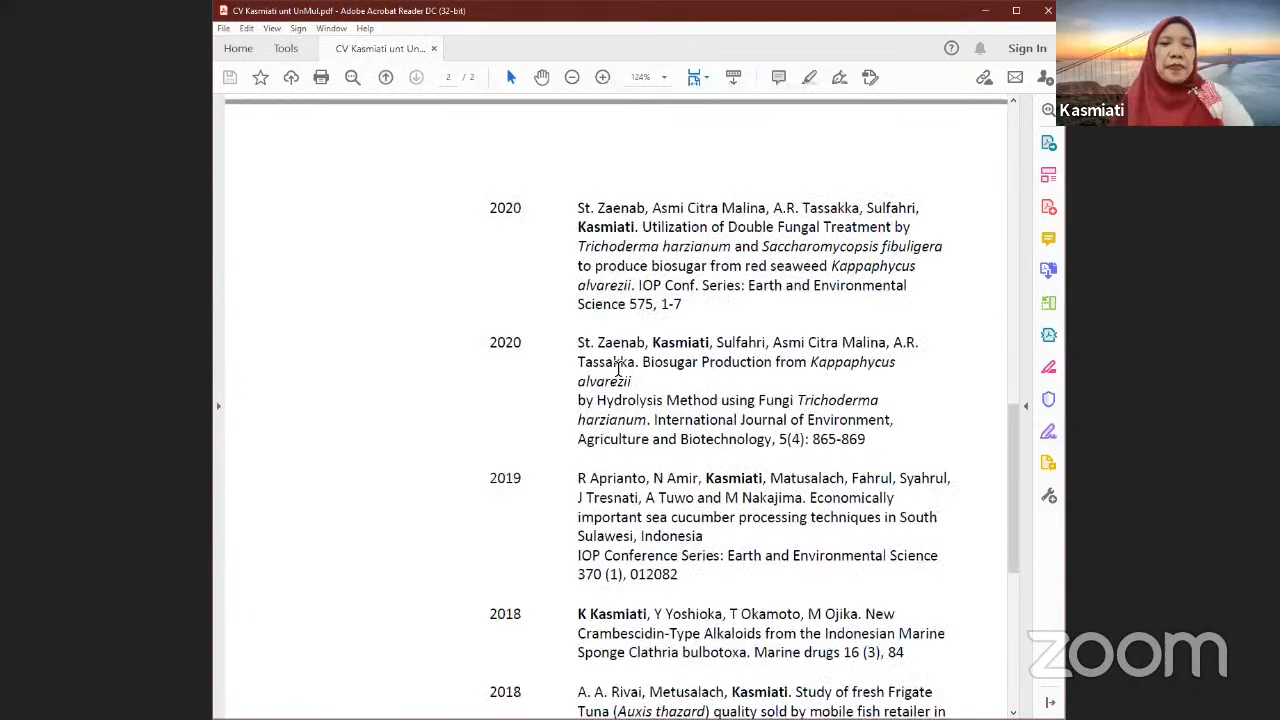 CV Kasmiati unt UnMul.pdf - Adobe Acrobat Reader DC (32-bit)
File Edit View Sign Window Help
Home Tools CV Kasmiati unt Un... × Sign In
2 / 2 124%
Kasmiati
2020 St. Zaenab, Asmi Citra Malina, A.R. Tassakka, Sulfahri,
Kasmiati. Utilization of Double Fungal Treatment by
Trichoderma harzianum and Saccharomycopsis fibuligera
to produce biosugar from red seaweed Kappaphycus
alvarezii. IOP Conf. Series: Earth and Environmental
Science 575, 1-7
2020 St. Zaenab, Kasmiati, Sulfahri, Asmi Citra Malina, A.R.
Tassakka. Biosugar Production from Kappaphycus
alvarezii
by Hydrolysis Method using Fungi Trichoderma
harzianum. International Journal of Environment,
Agriculture and Biotechnology, 5(4): 865-869
2019 R Aprianto, N Amir, Kasmiati, Matusalach, Fahrul, Syahrul,
J Tresnati, A Tuwo and M Nakajima. Economically
important sea cucumber processing techniques in South
Sulawesi, Indonesia
IOP Conference Series: Earth and Environmental Science
370 (1), 012082
2018 K Kasmiati, Y Yoshioka, T Okamoto, M Ojika. New
Crambescidin-Type Alkaloids from the Indonesian Marine
Sponge Clathria bulbotoxa. Marine drugs 16 (3), 84
2018 A. A. Rivai, Metusalach, Kasmiati. Study of fresh Frigate
Tuna (Auxis thazard) quality sold by mobile fish retailer in
zoom